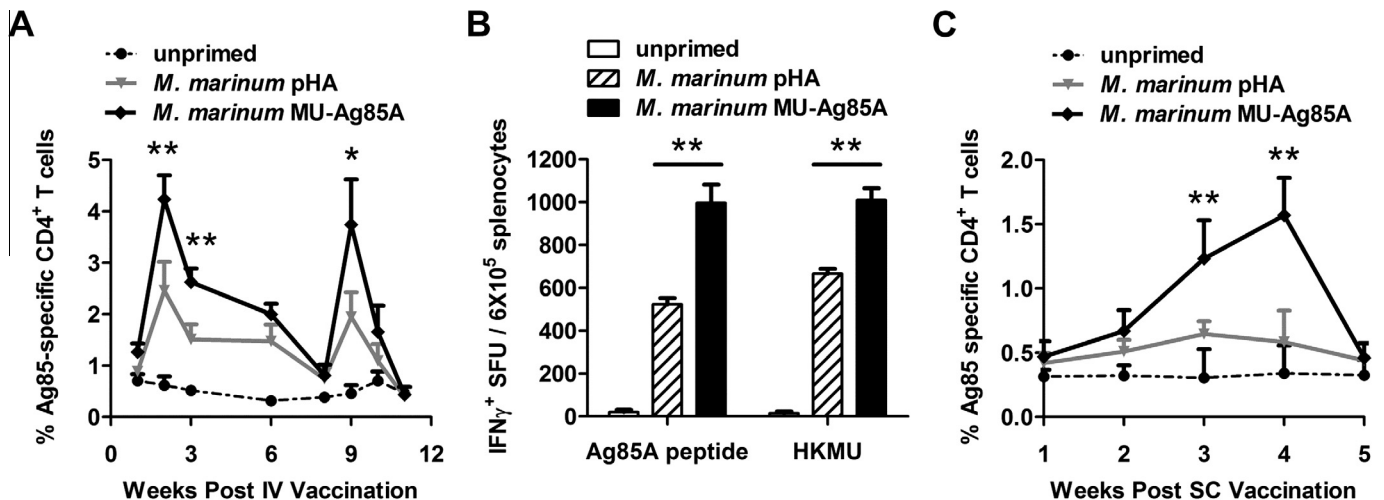 A
unprimed
M. marinum pHA
M. marinum MU-Ag85A
% Ag85-specific CD4+ T cells
5
4
3
2
1
0
** ** *
0 3 6 9 12
Weeks Post IV Vaccination
B
unprimed
M. marinum pHA
M. marinum MU-Ag85A
IFNγ+ SFU / 6X10^5 splenocytes
1200
1000
800
600
400
200
0
** **
Ag85A peptide HKMU
C
unprimed
M. marinum pHA
M. marinum MU-Ag85A
% Ag85 specific CD4+ T cells
2.0
1.5
1.0
0.5
0.0
** **
1 2 3 4 5
Weeks Post SC Vaccination